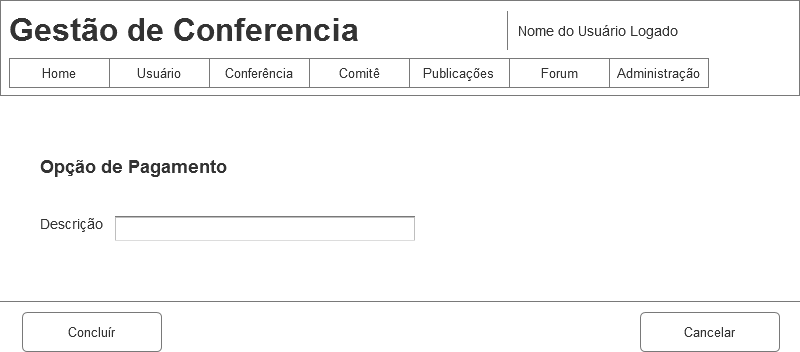 Gestão de Conferencia
Nome do Usuário Logado
Home Usuário Conferência Comitê Publicações Forum Administração
Opção de Pagamento
Descrição
Concluír Cancelar